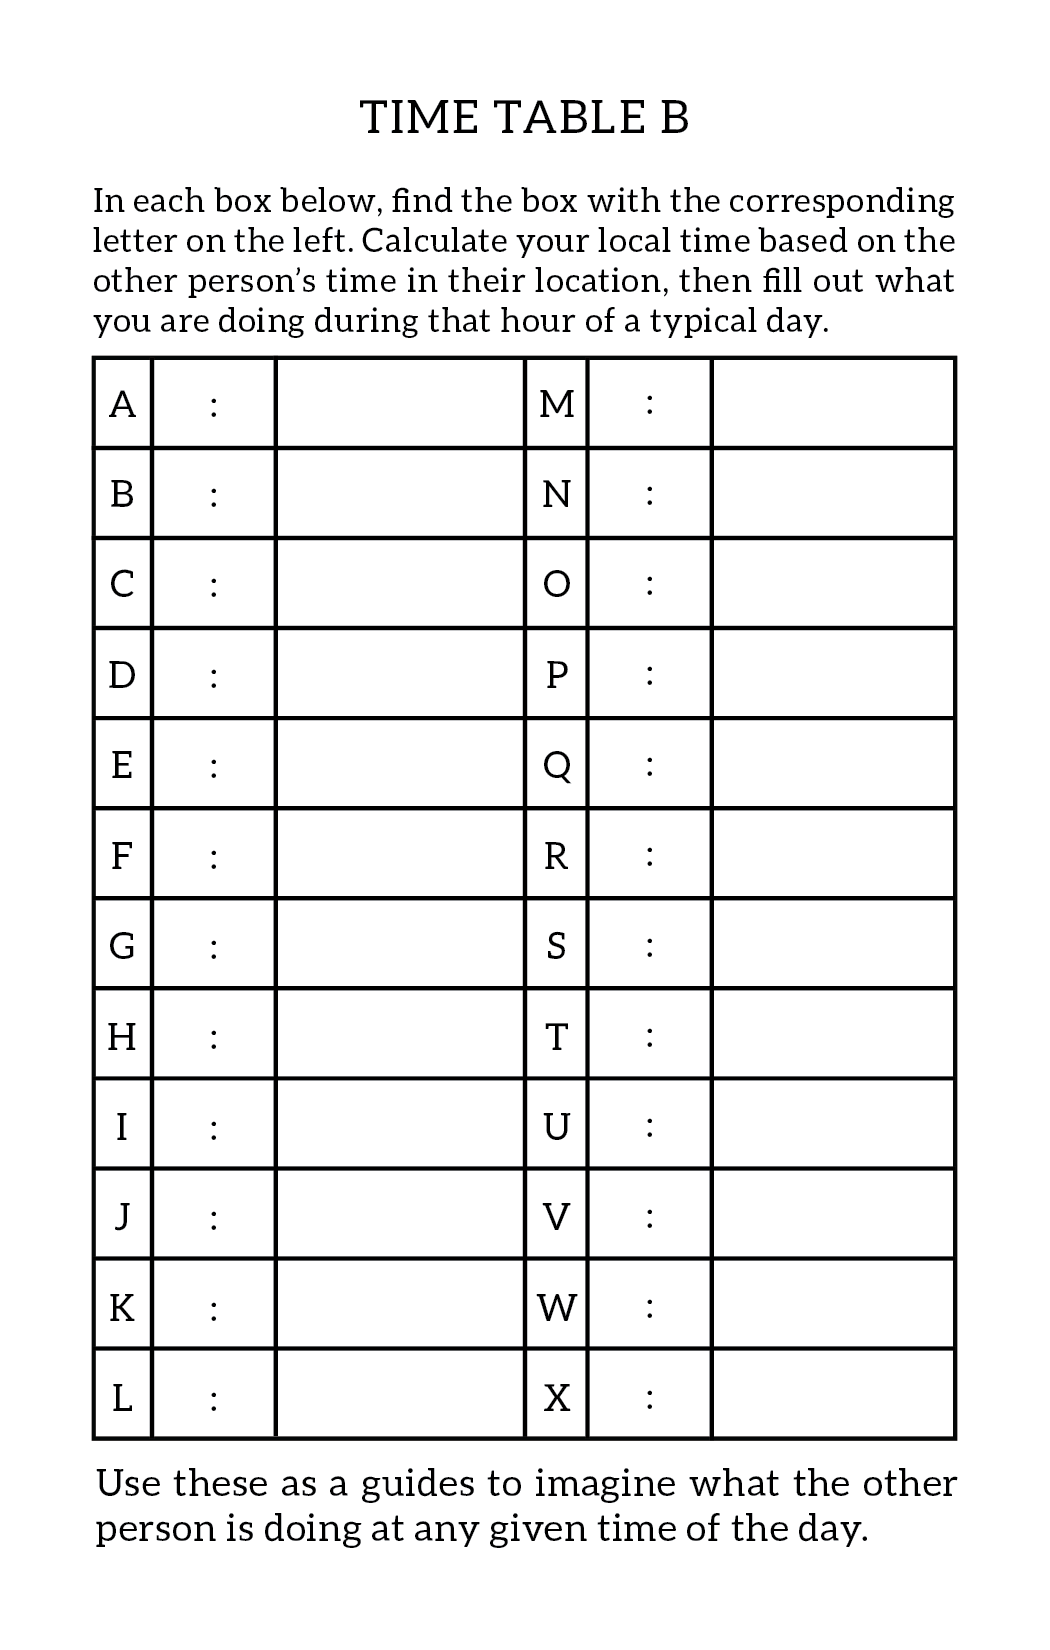 TIME TABLE B
In each box below, find the box with the corresponding
letter on the left. Calculate your local time based on the
other person’s time in their location, then fill out what
you are doing during that hour of a typical day.
A : M :
B : N :
C : O :
D : P :
E : Q :
F : R :
G : S :
H : T :
I : U :
J : V :
K : W :
L : X :
Use these as a guides to imagine what the other
person is doing at any given time of the day.